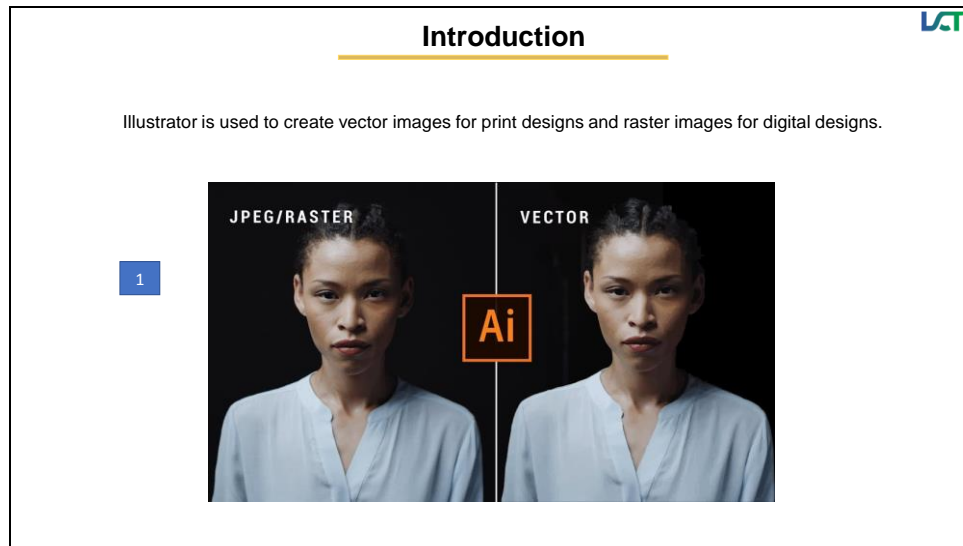 Introduction
LCT
Illustrator is used to create vector images for print designs and raster images for digital designs.
JPEG/RASTER
VECTOR
1
Ai